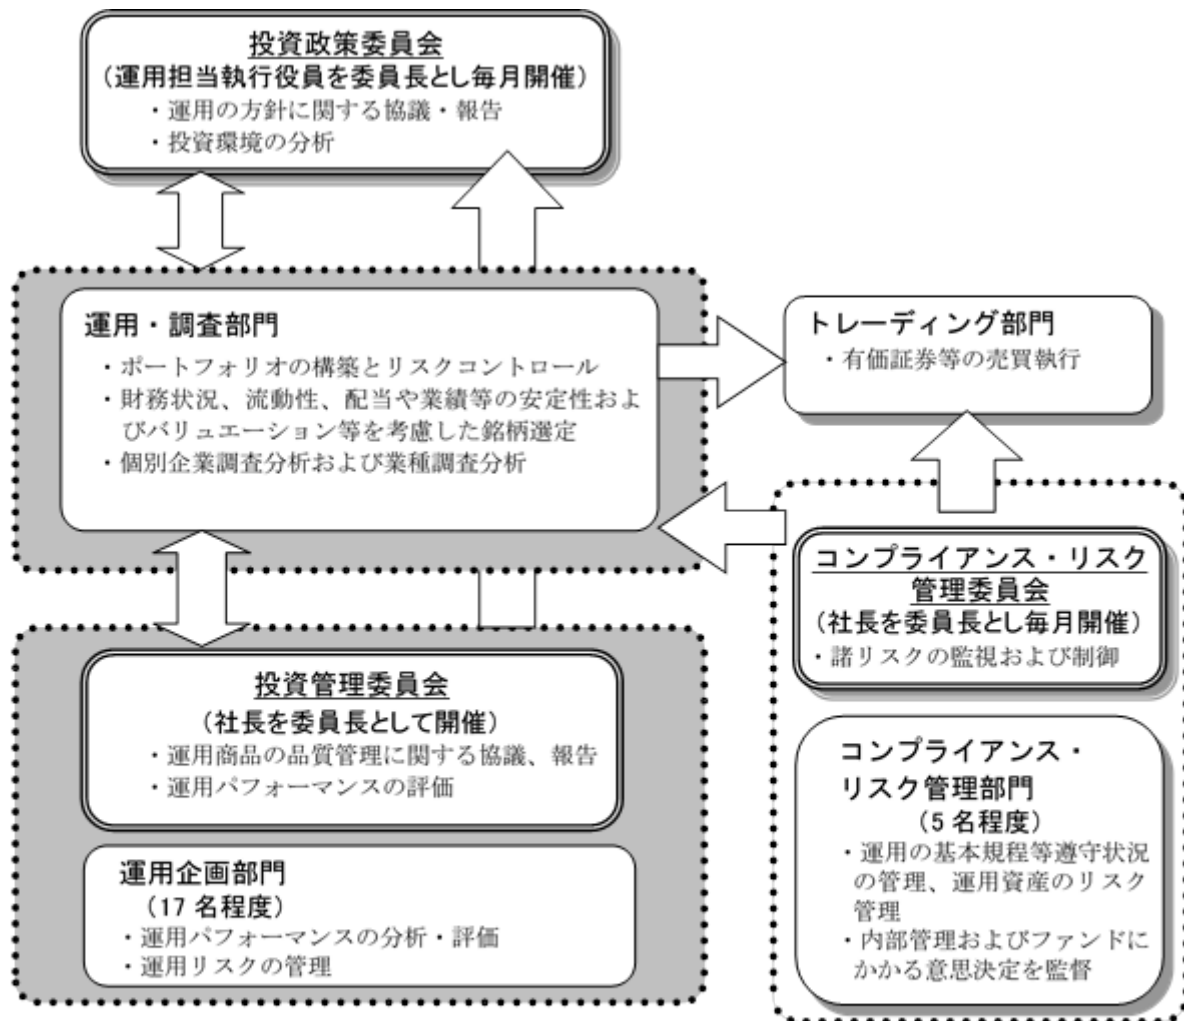 投資政策委員会
（運用担当執行役員を委員長とし毎月開催）
・運用の方針に関する協議・報告
・投資環境の分析
運用・調査部門
・ポートフォリオの構築とリスクコントロール
・財務状況、流動性、配当や業績等の安定性およ
びバリュエーション等を考慮した銘柄選定
・個別企業調査分析および業種調査分析
トレーディング部門
・有価証券等の売買執行
コンプライアンス・リスク
管理委員会
（社長を委員長とし毎月開催）
・諸リスクの監視および制御
投資管理委員会
（社長を委員長として開催）
・運用商品の品質管理に関する協議、報告
・運用パフォーマンスの評価
運用企画部門
（17 名程度）
・運用パフォーマンスの分析・評価
・運用リスクの管理
コンプライアンス・
リスク管理部門
（5 名程度）
・運用の基本規程等遵守状況
の管理、運用資産のリスク
管理
・内部管理およびファンドに
かかる意思決定を監督